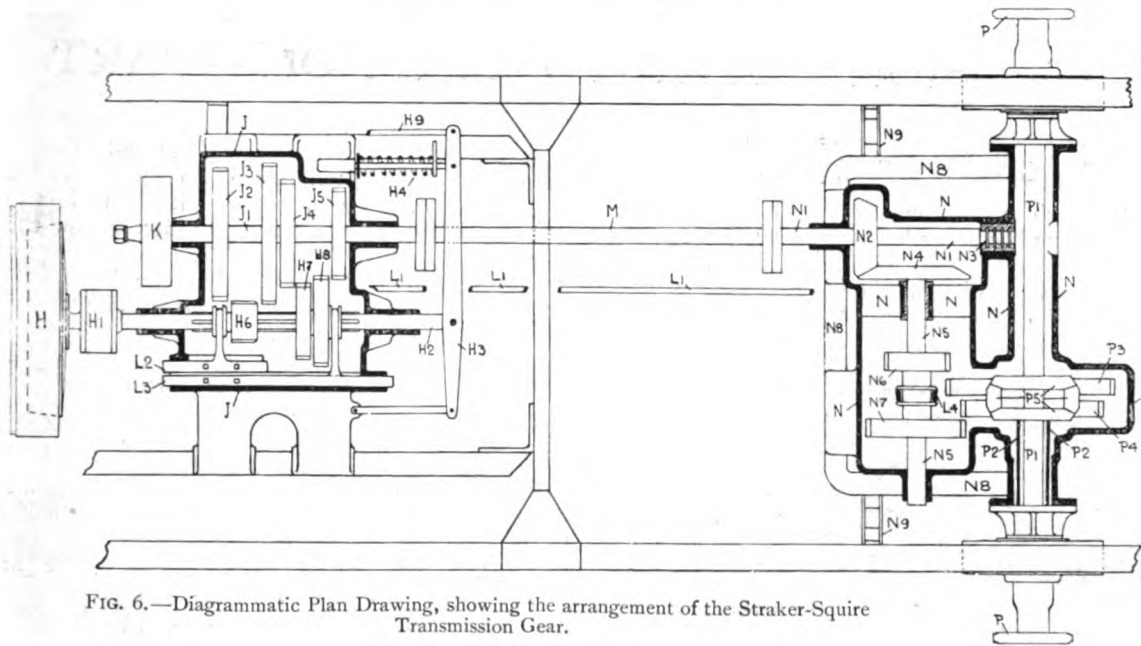 P
H9
N9
J
J3
J2
J5
H4
N8
J1
J4
N
P1
K
M
N1
N2
N1
N3
H7
H8
N4
L1
L1
L1
N
N
N
N
H
H1
H6
H2
H3
N8
N5
L2
L3
N6
P3
J
N
L4
P5
N7
P4
P2
P1
P2
N5
N8
N9
P
FIG. 6.—Diagrammatic Plan Drawing, showing the arrangement of the Straker-Squire
Transmission Gear.